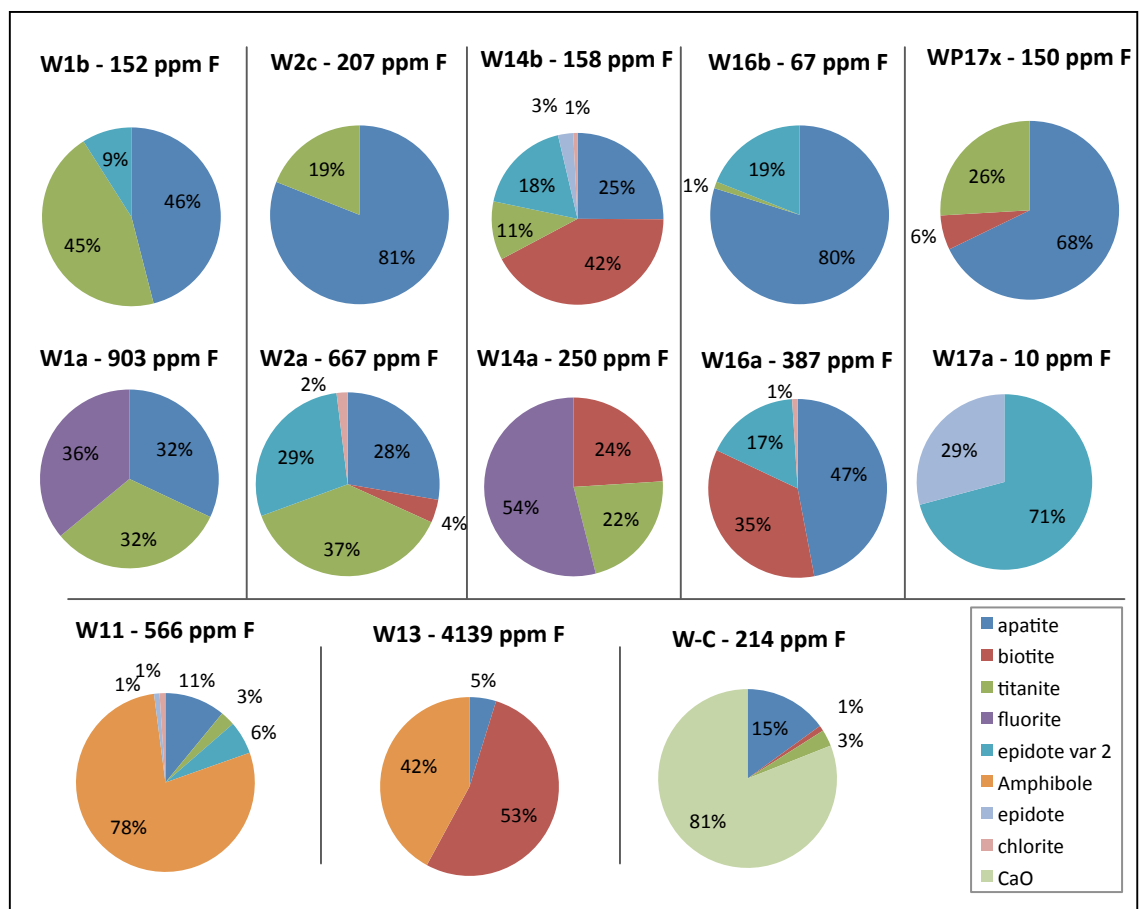 W1b - 152 ppm F
46%
45%
9%
W2c - 207 ppm F
81%
19%
W14b - 158 ppm F
3%
1%
25%
42%
11%
18%
W16b - 67 ppm F
80%
1%
19%
WP17x - 150 ppm F
68%
6%
26%
W1a - 903 ppm F
32%
32%
36%
W2a - 667 ppm F
2%
28%
4%
37%
29%
W14a - 250 ppm F
24%
22%
54%
W16a - 387 ppm F
1%
47%
35%
17%
W17a - 10 ppm F
71%
29%
W11 - 566 ppm F
1%
1%
11%
3%
6%
78%
W13 - 4139 ppm F
5%
53%
42%
W-C - 214 ppm F
15%
1%
3%
81%
apatite
biotite
titanite
fluorite
epidote var 2
Amphibole
epidote
chlorite
CaO